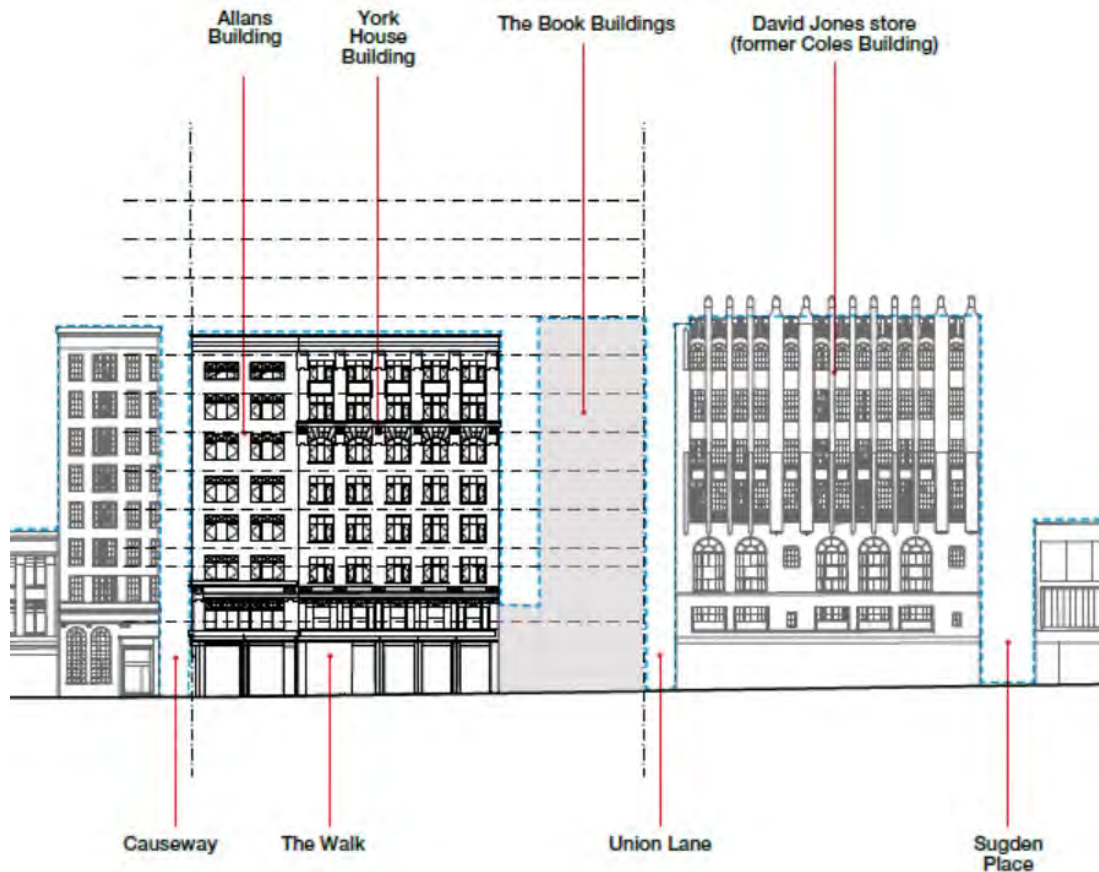 Allans
Building
York
House
Building
The Book Buildings
David Jones store
(former Coles Building)
Causeway
The Walk
Union Lane
Sugden
Place